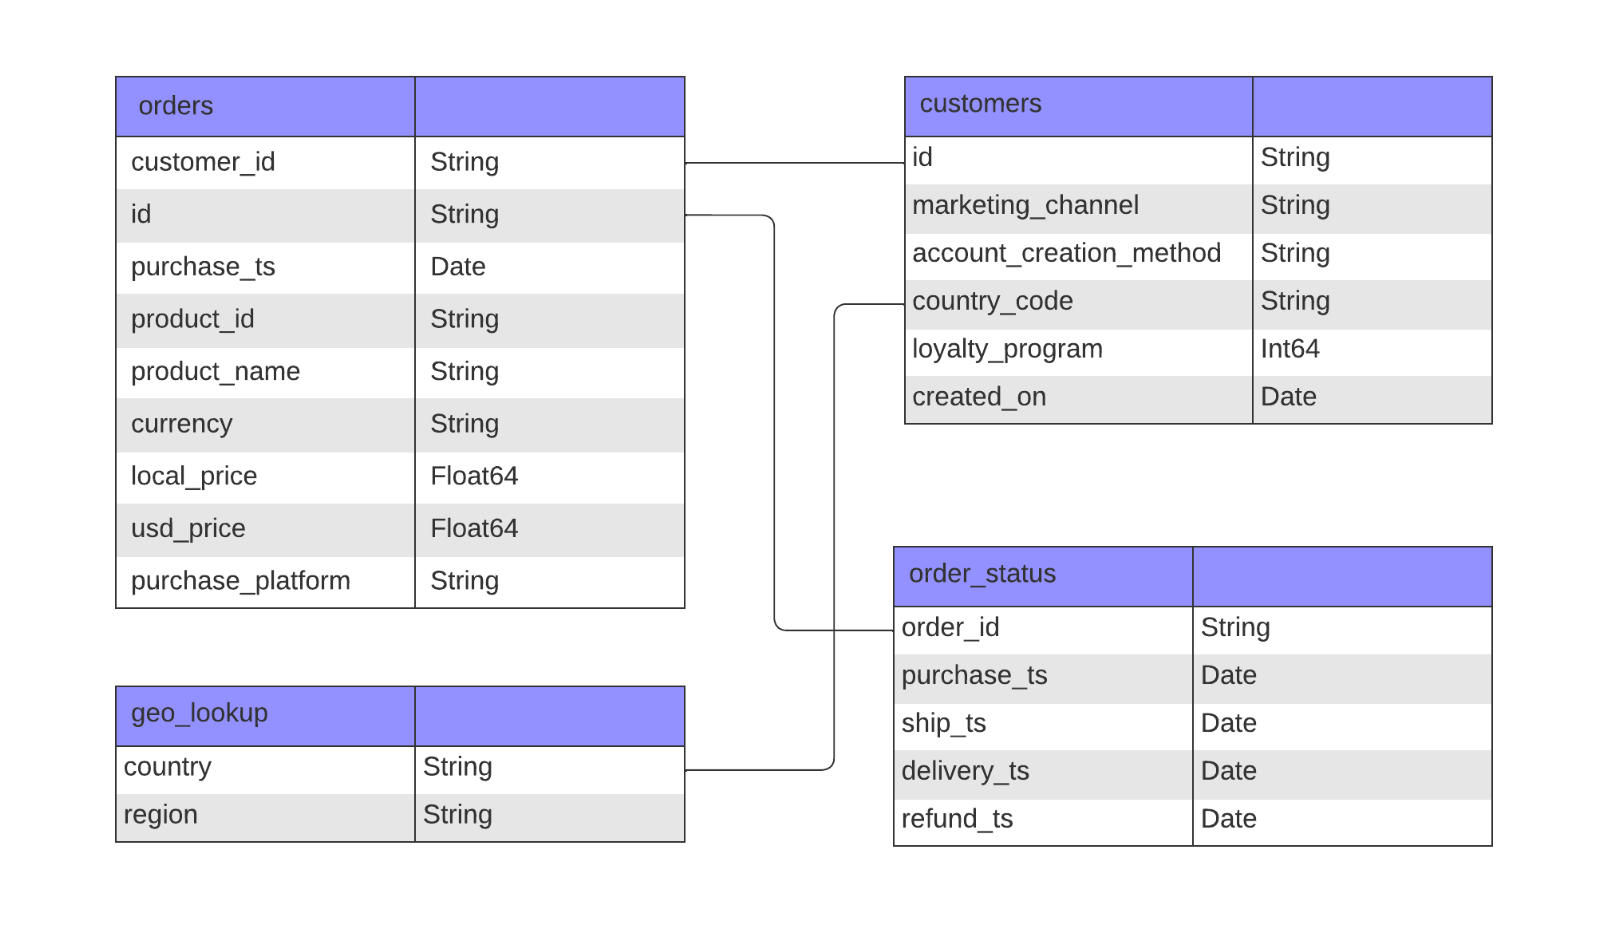 orders
customer_id String
id String
purchase_ts Date
product_id String
product_name String
currency String
local_price Float64
usd_price Float64
purchase_platform String
customers
id String
marketing_channel String
account_creation_method String
country_code String
loyalty_program Int64
created_on Date
geo_lookup
country String
region String
order_status
order_id String
purchase_ts Date
ship_ts Date
delivery_ts Date
refund_ts Date